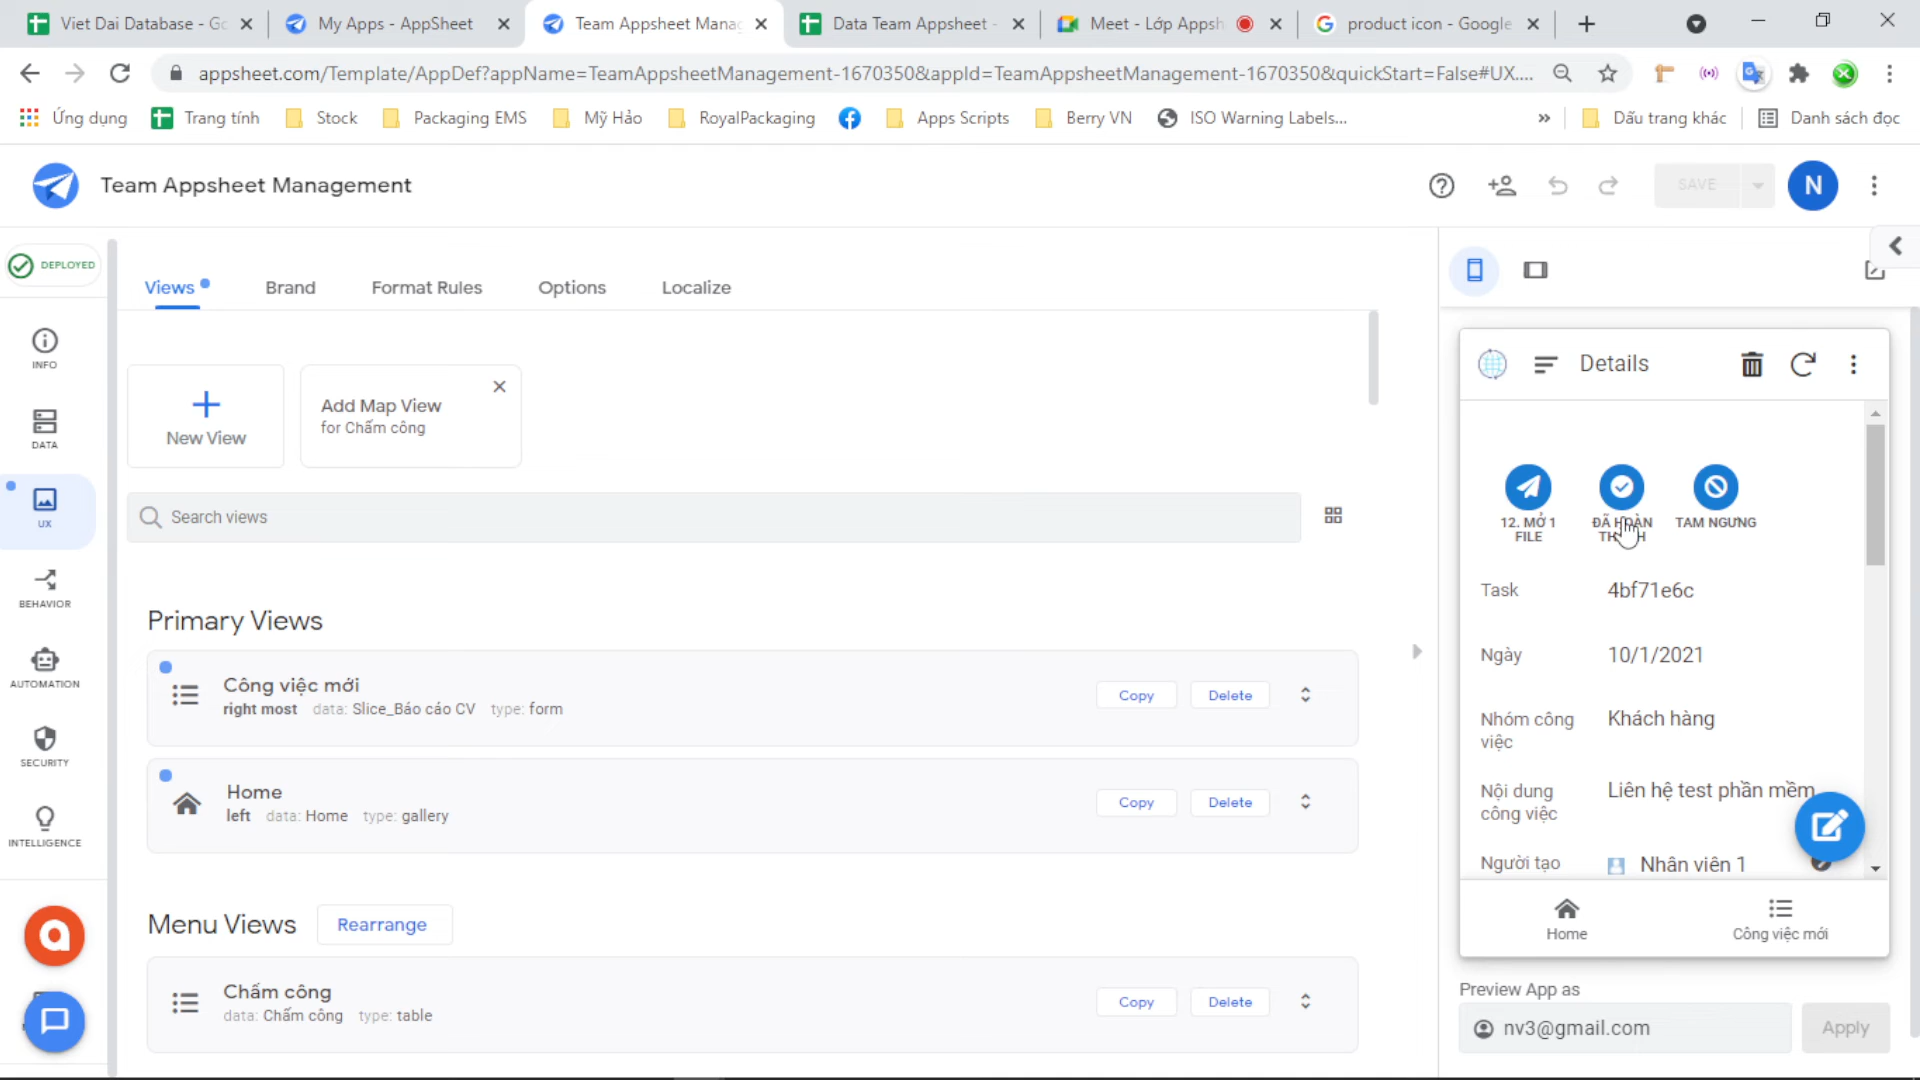 Viet Dai Database - Go
My Apps - AppSheet
Team Appsheet Manag
Data Team Appsheet -
Meet - Lớp Appsh
product icon - Google
appsheet.com/Template/AppDef?appName=TeamAppsheetManagement-1670350&appId=TeamAppsheetManagement-1670350&quickStart=False#UX....
Ứng dụng
Trang tính
Stock
Packaging EMS
Mỹ Hảo
RoyalPackaging
Apps Scripts
Berry VN
ISO Warning Labels...
»
Dấu trang khác
Danh sách đọc
Team Appsheet Management
SAVE
N
DEPLOYED
INFO
DATA
UX
BEHAVIOR
AUTOMATION
SECURITY
INTELLIGENCE
Views
Brand
Format Rules
Options
Localize
New View
Add Map View
for Chấm công
Search views
Primary Views
Công việc mới
right most data: Slice_Báo cáo CV type: form
Copy
Delete
Home
left data: Home type: gallery
Copy
Delete
Menu Views
Rearrange
Chấm công
data: Chấm công type: table
Copy
Delete
Details
12. MỞ 1
FILE
ĐÃ HOÀN
THÀNH
TAM NGƯNG
Task
4bf71e6c
Ngày
10/1/2021
Nhóm công
việc
Khách hàng
Nội dung
công việc
Liên hệ test phần mềm
Người tạo
Nhân viên 1
Home
Công việc mới
Preview App as
nv3@gmail.com
Apply